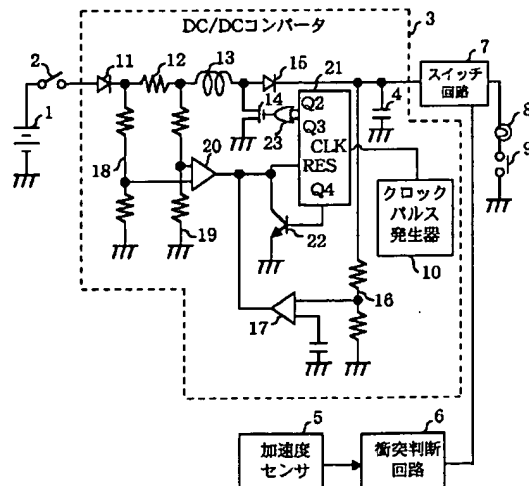 DC/DCコンバータ
3
2
11
12
13
15
21
7
スイッチ
回路
1
14
Q2
Q3
CLK
RES
Q4
23
4
8
9
18
20
クロック
パルス
発生器
10
22
19
16
17
5
加速度
センサ
6
衝突判断
回路